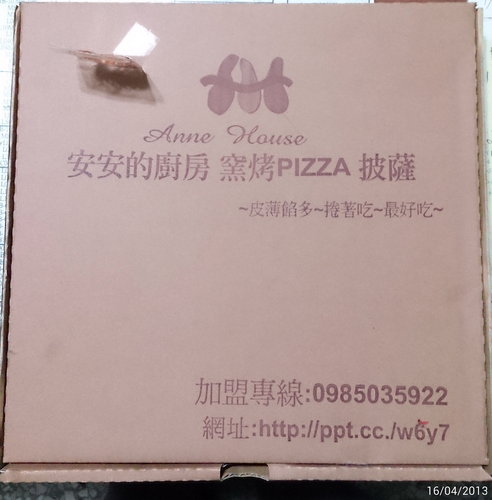 Anne House
安安的廚房 窯烤PIZZA 披薩
~皮薄餡多~捲著吃~最好吃~
加盟專線:0985035922
網址:http://ppt.cc./w6y7
16/04/2013